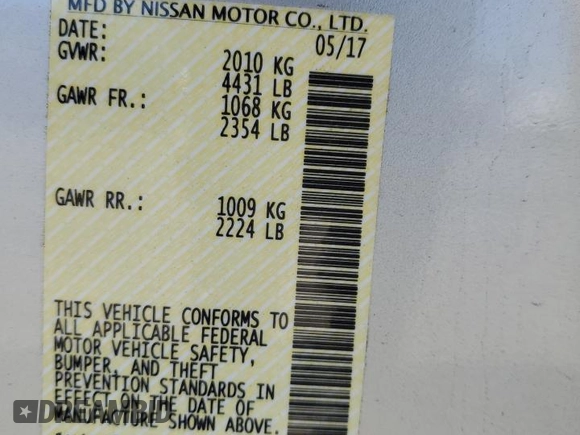 MFD BY NISSAN MOTOR CO., LTD.
DATE: 05/17
GVWR: 2010 KG
4431 LB
GAWR FR.: 1068 KG
2354 LB
GAWR RR.: 1009 KG
2224 LB
THIS VEHICLE CONFORMS TO
ALL APPLICABLE FEDERAL
MOTOR VEHICLE SAFETY,
BUMPER, AND THEFT
PREVENTION STANDARDS IN
EFFECT ON THE DATE OF
MANUFACTURE SHOWN ABOVE.
DREAMBID